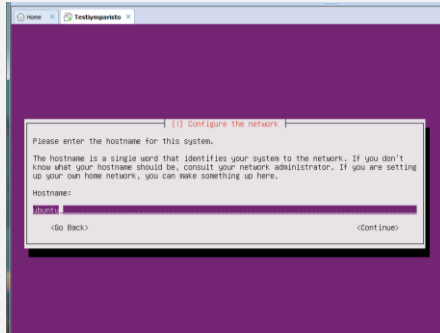 Home
Testiymparisto
[!] Configure the network
Please enter the hostname for this system.
The hostname is a single word that identifies your system to the network. If you don't
know what your hostname should be, consult your network administrator. If you are setting
up your own home network, you can make something up here.
Hostname:
ubuntu
<Go Back>
<Continue>